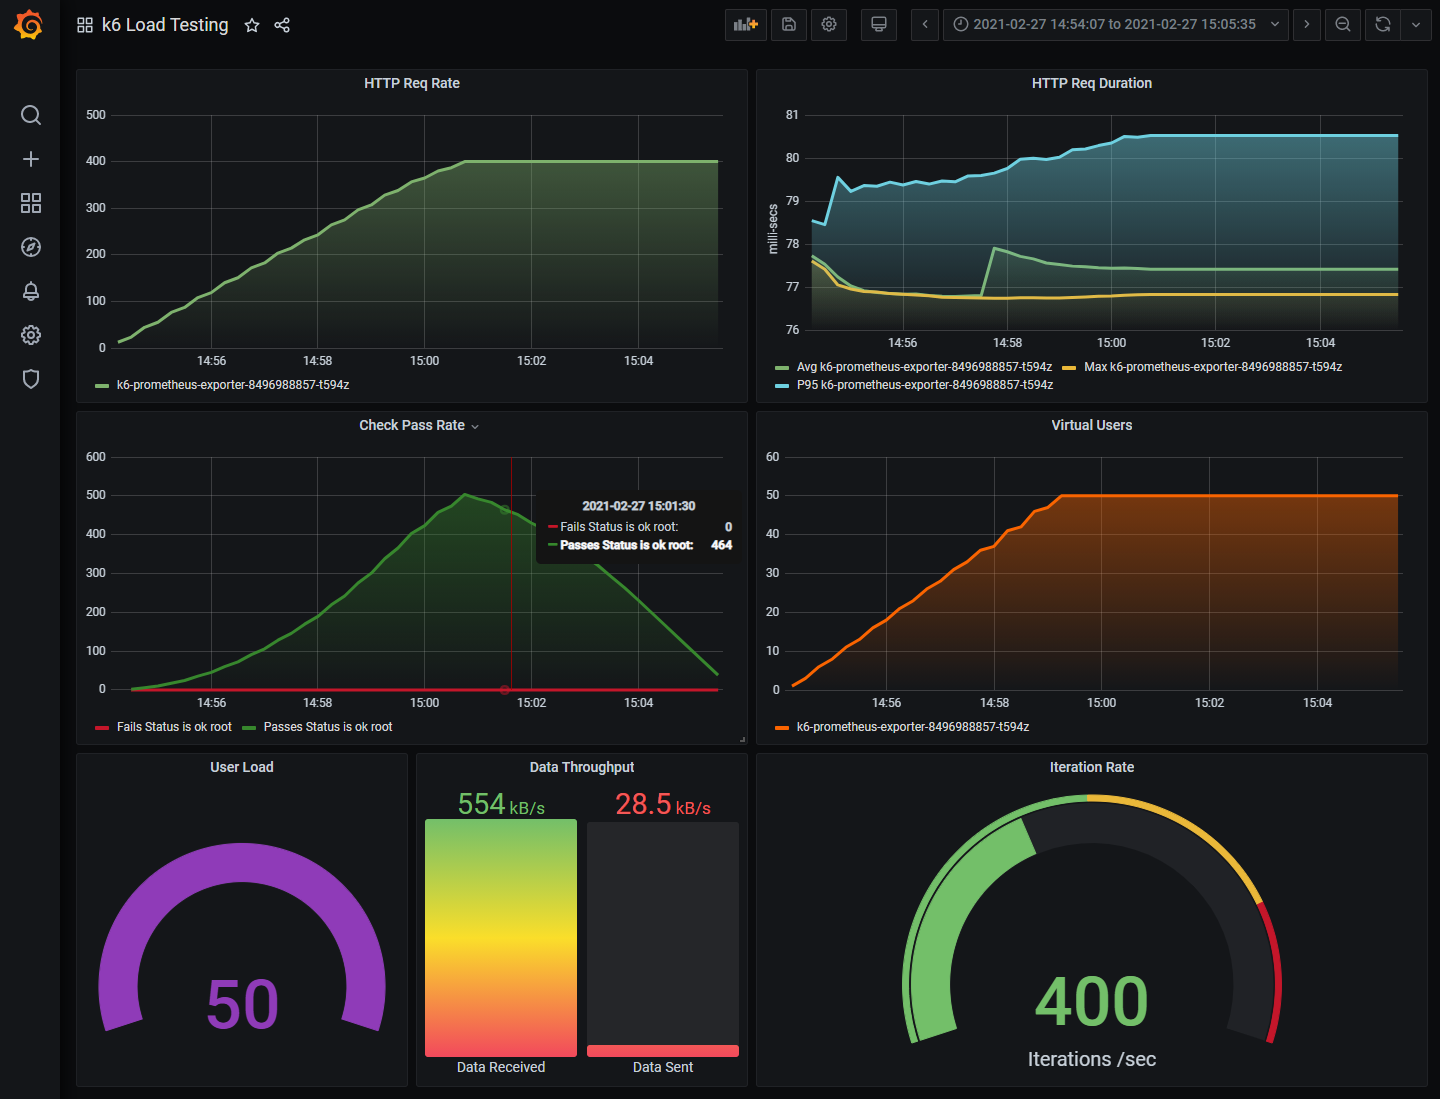 k6 Load Testing
2021-02-27 14:54:07 to 2021-02-27 15:05:35
HTTP Req Rate
500
400
300
200
100
0
14:56 14:58 15:00 15:02 15:04
k6-prometheus-exporter-8496988857-t594z
HTTP Req Duration
milli-secs
81
80
79
78
77
76
14:56 14:58 15:00 15:02 15:04
Avg k6-prometheus-exporter-8496988857-t594z Max k6-prometheus-exporter-8496988857-t594z
P95 k6-prometheus-exporter-8496988857-t594z
Check Pass Rate
600
500
400
300
200
100
0
14:56 14:58 15:00 15:02 15:04
2021-02-27 15:01:30
Fails Status is ok root: 0
Passes Status is ok root: 464
Fails Status is ok root Passes Status is ok root
Virtual Users
60
50
40
30
20
10
0
14:56 14:58 15:00 15:02 15:04
k6-prometheus-exporter-8496988857-t594z
User Load
50
Data Throughput
554 kB/s 28.5 kB/s
Data Received Data Sent
Iteration Rate
400
Iterations /sec